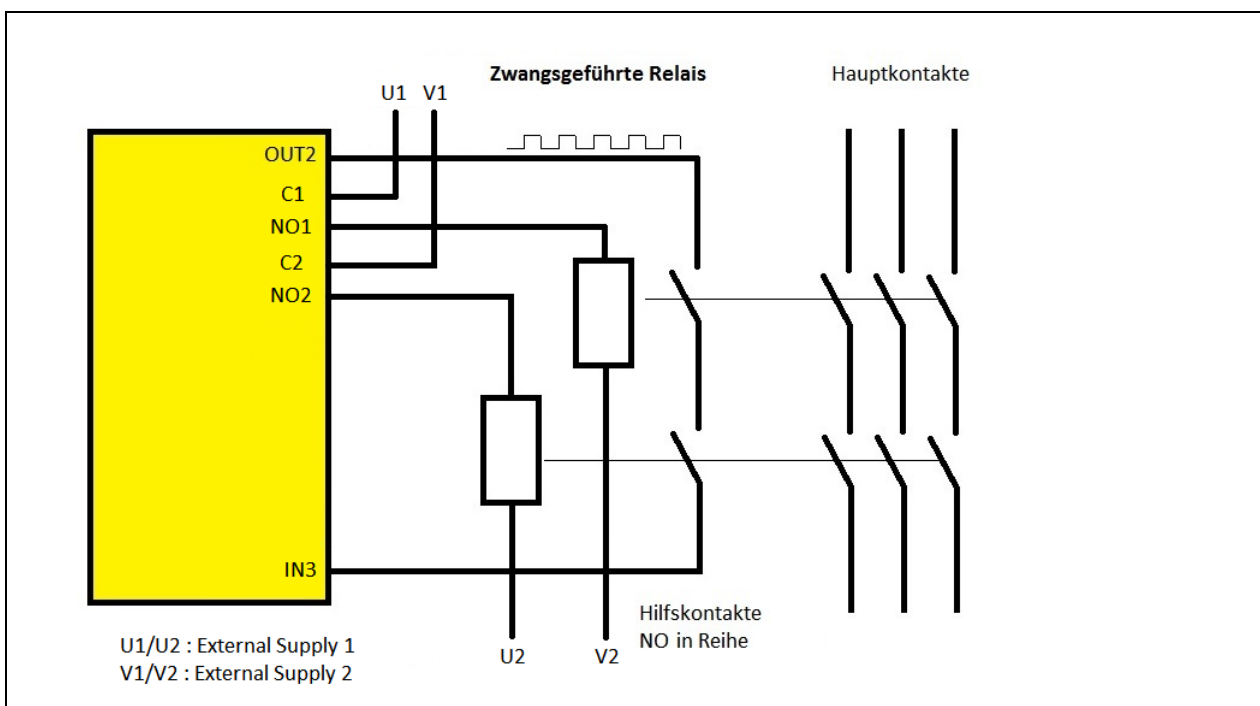 Zwangsgeführte Relais
Hauptkontakte
U1 V1
OUT2
C1
NO1
C2
NO2
IN3
Hilfskontakte
NO in Reihe
U1/U2 : External Supply 1
V1/V2 : External Supply 2
U2
V2